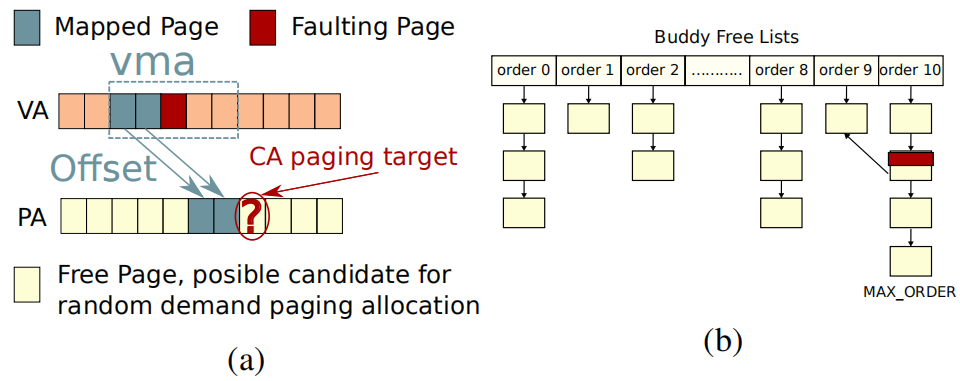 Mapped Page
Faulting Page
vma
VA
Offset
CA paging target
?
PA
Free Page, posible candidate for
random demand paging allocation
(a)
Buddy Free Lists
order 0 order 1 order 2 ........... order 8 order 9 order 10
MAX_ORDER
(b)